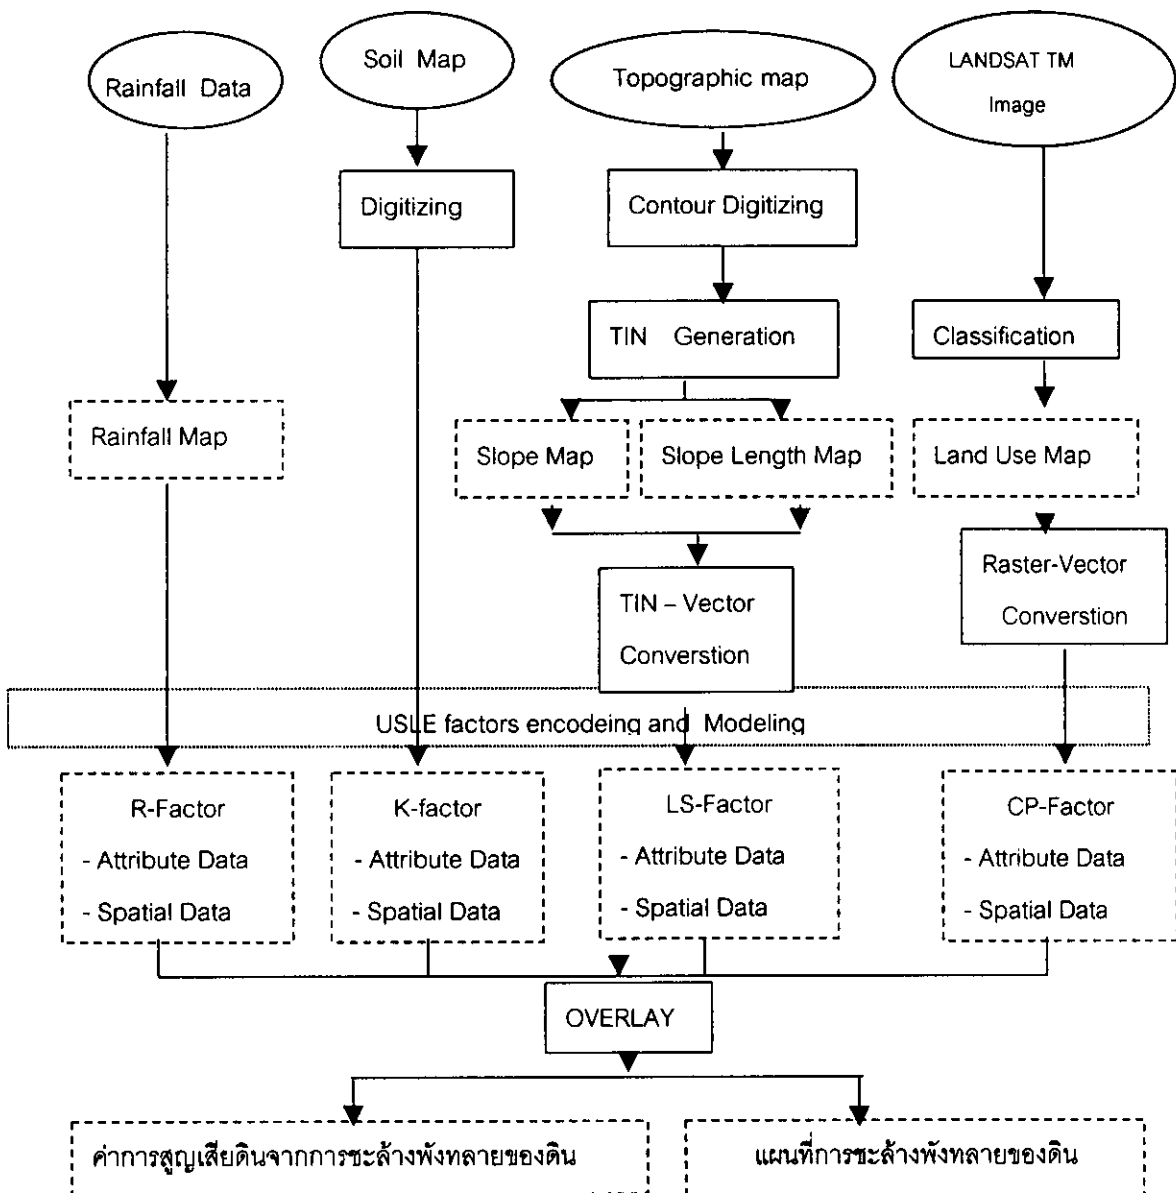 Rainfall Data
Soil Map
Topographic map
LANDSAT TM
Image
Digitizing
Contour Digitizing
TIN Generation
Classification
Rainfall Map
Slope Map
Slope Length Map
Land Use Map
TIN – Vector
Converstion
Raster-Vector
Converstion
USLE factors encodeing and Modeling
R-Factor
- Attribute Data
- Spatial Data
K-factor
- Attribute Data
- Spatial Data
LS-Factor
- Attribute Data
- Spatial Data
CP-Factor
- Attribute Data
- Spatial Data
OVERLAY
ค่าการสูญเสียดินจากการชะล้างพังทลายของดิน
แผนที่การชะล้างพังทลายของดิน